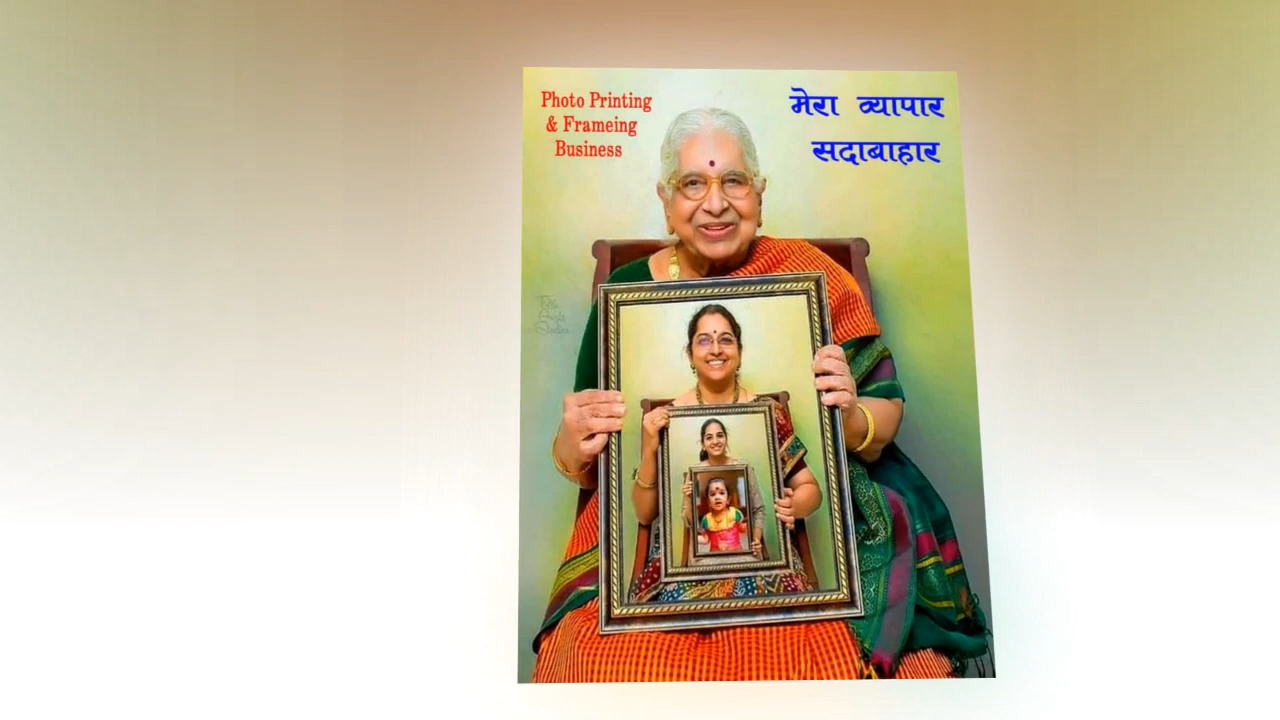 Photo Printing
& Frameing
Business
मेरा व्यापार
सदाबाहार